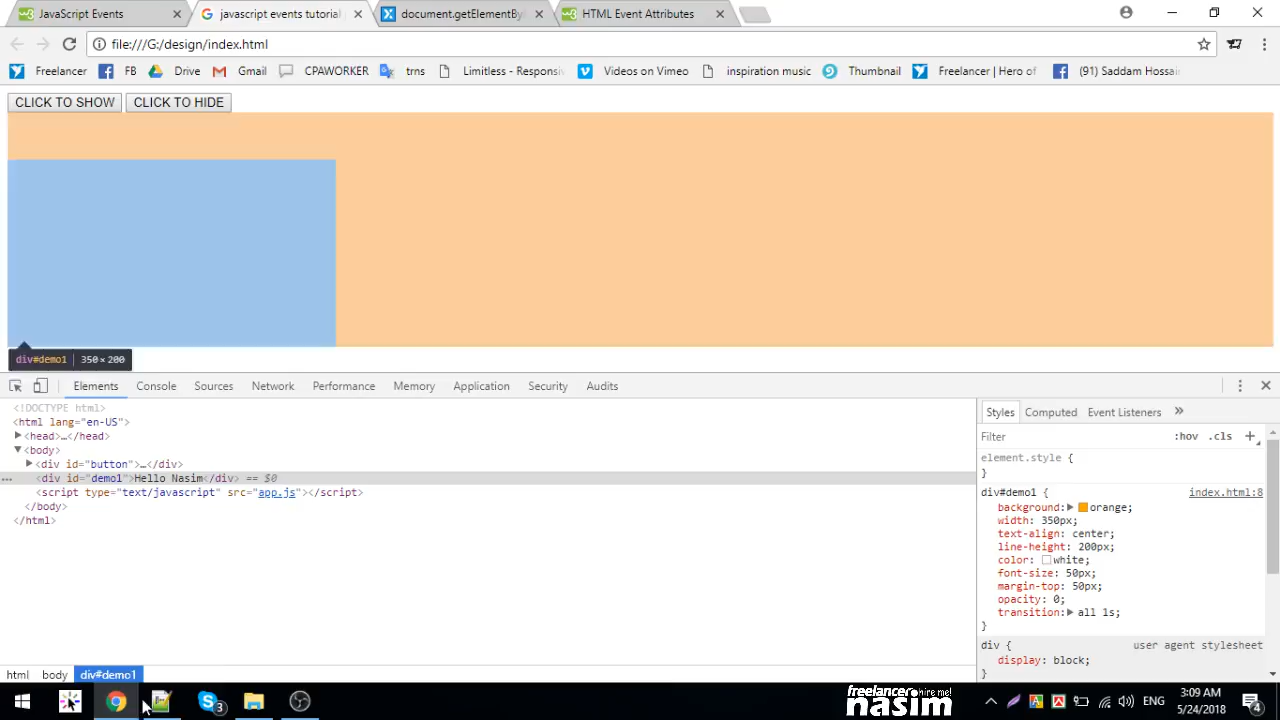 JavaScript Events
javascript events tutorial
document.getElementBy
HTML Event Attributes
file:///G:/design/index.html
Freelancer
FB
Drive
Gmail
CPAWORKER
trns
Limitless - Responsiv
Videos on Vimeo
inspiration music
Thumbnail
Freelancer | Hero of
(91) Saddam Hossai
CLICK TO SHOW
CLICK TO HIDE
div#demo1 | 350 × 200
Elements
Console
Sources
Network
Performance
Memory
Application
Security
Audits
<!DOCTYPE html>
<html lang="en-US">
<head>…</head>
<body>
<div id="button">…</div>
<div id="demo1">Hello Nasim</div> == $0
<script type="text/javascript" src="app.js"></script>
</body>
</html>
Styles
Computed
Event Listeners
Filter
:hov
.cls
element.style {
}
div#demo1 {
index.html:8
background: orange;
width: 350px;
text-align: center;
line-height: 200px;
color: white;
font-size: 50px;
margin-top: 50px;
opacity: 0;
transition: all 1s;
}
div {
user agent stylesheet
display: block;
}
html
body
div#demo1
3
freelancer hire me!
nasim
ENG
3:09 AM
5/24/2018
4